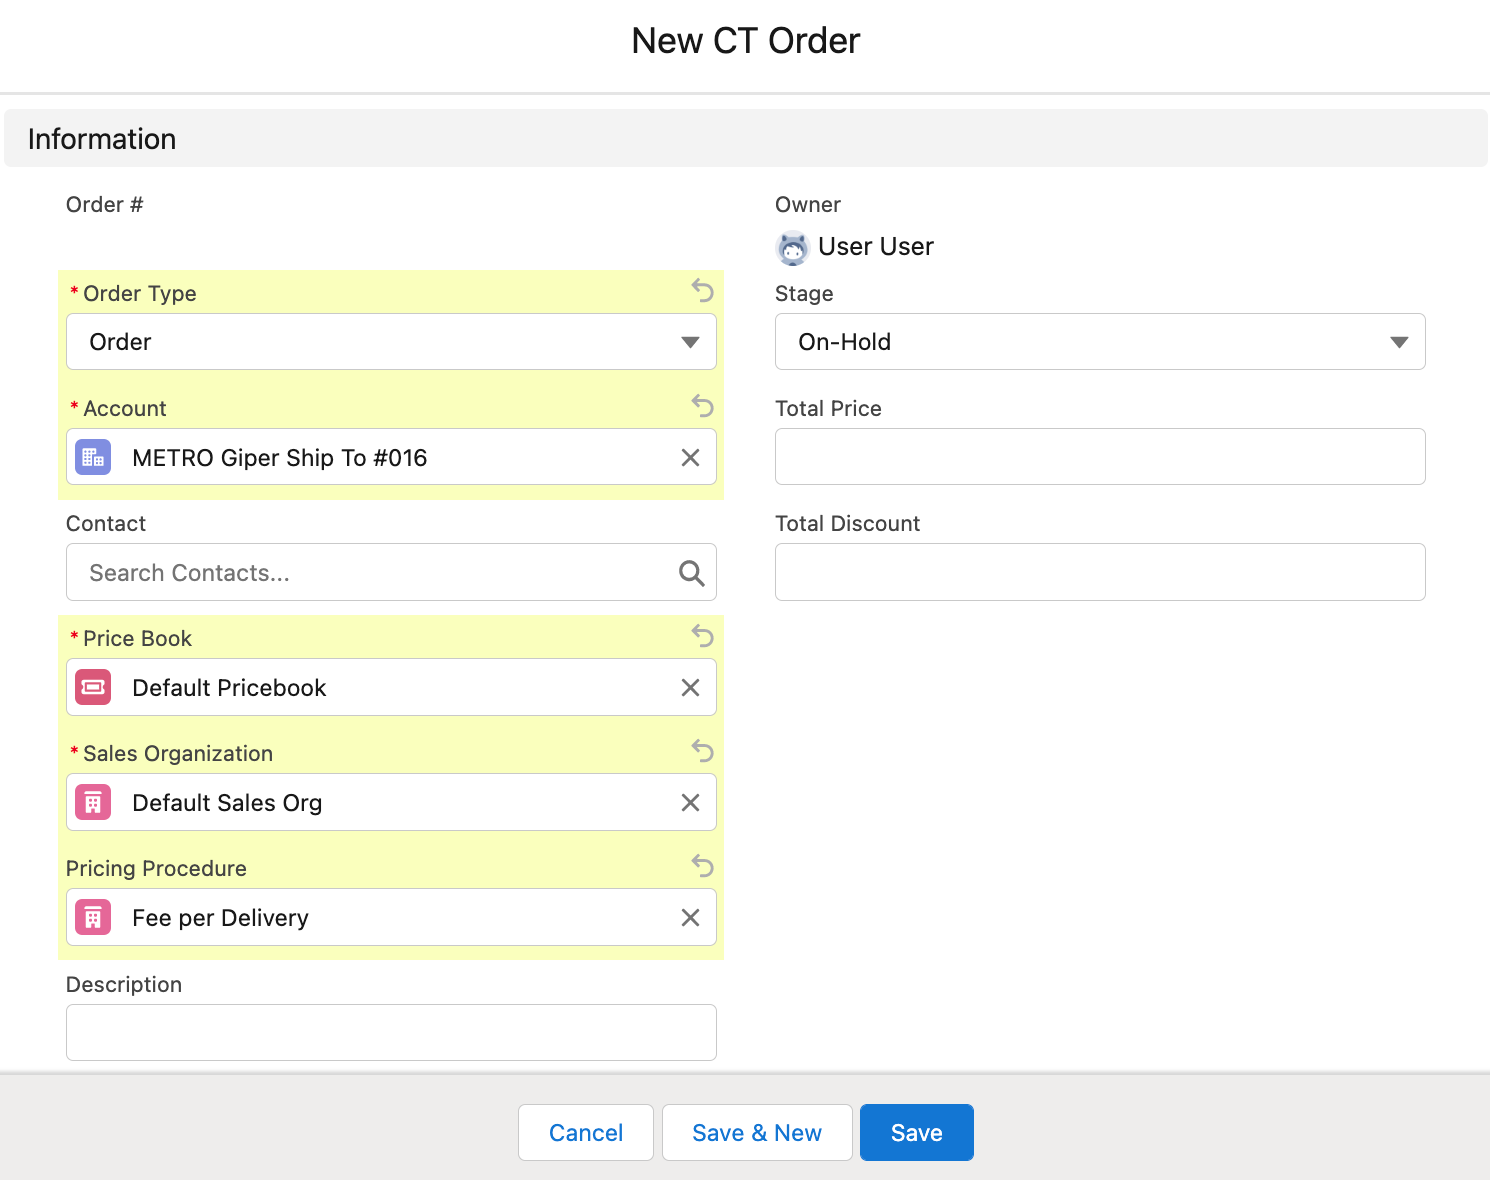 New CT Order
Information
Order #
Owner
User User
* Order Type
Order
Stage
On-Hold
* Account
METRO Giper Ship To #016
Total Price
Contact
Search Contacts...
Total Discount
* Price Book
Default Pricebook
* Sales Organization
Default Sales Org
Pricing Procedure
Fee per Delivery
Description
Cancel
Save & New
Save